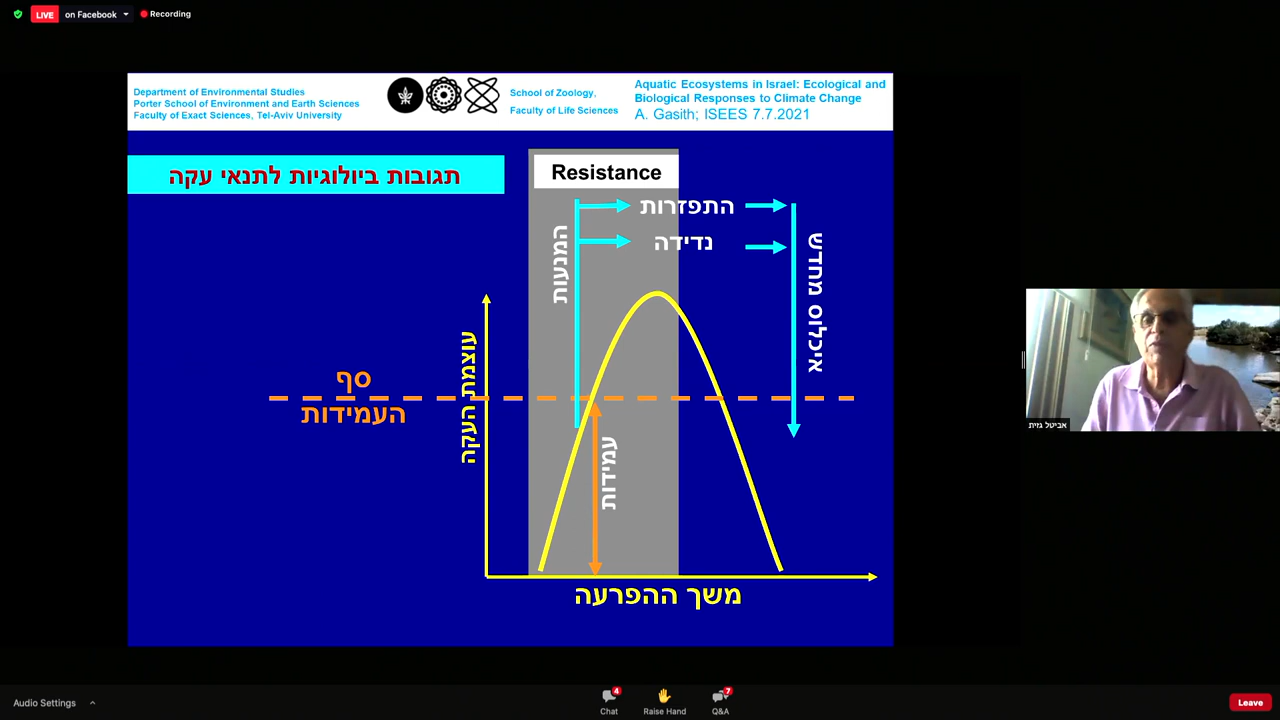 LIVE on Facebook Recording
Department of Environmental Studies
Porter School of Environment and Earth Sciences
Faculty of Exact Sciences, Tel-Aviv University
School of Zoology,
Faculty of Life Sciences
Aquatic Ecosystems in Israel: Ecological and
Biological Responses to Climate Change
A. Gasith; ISEES 7.7.2021
תגובות ביולוגיות לתנאי עקה
Resistance
התפזרות
נדידה
המנעות
איכלוס מחדש
עוצמת העקה
סף
העמידות
עמידות
משך ההפרעה
אביטל גזית
Audio Settings
4
Chat
Raise Hand
7
Q&A
Leave